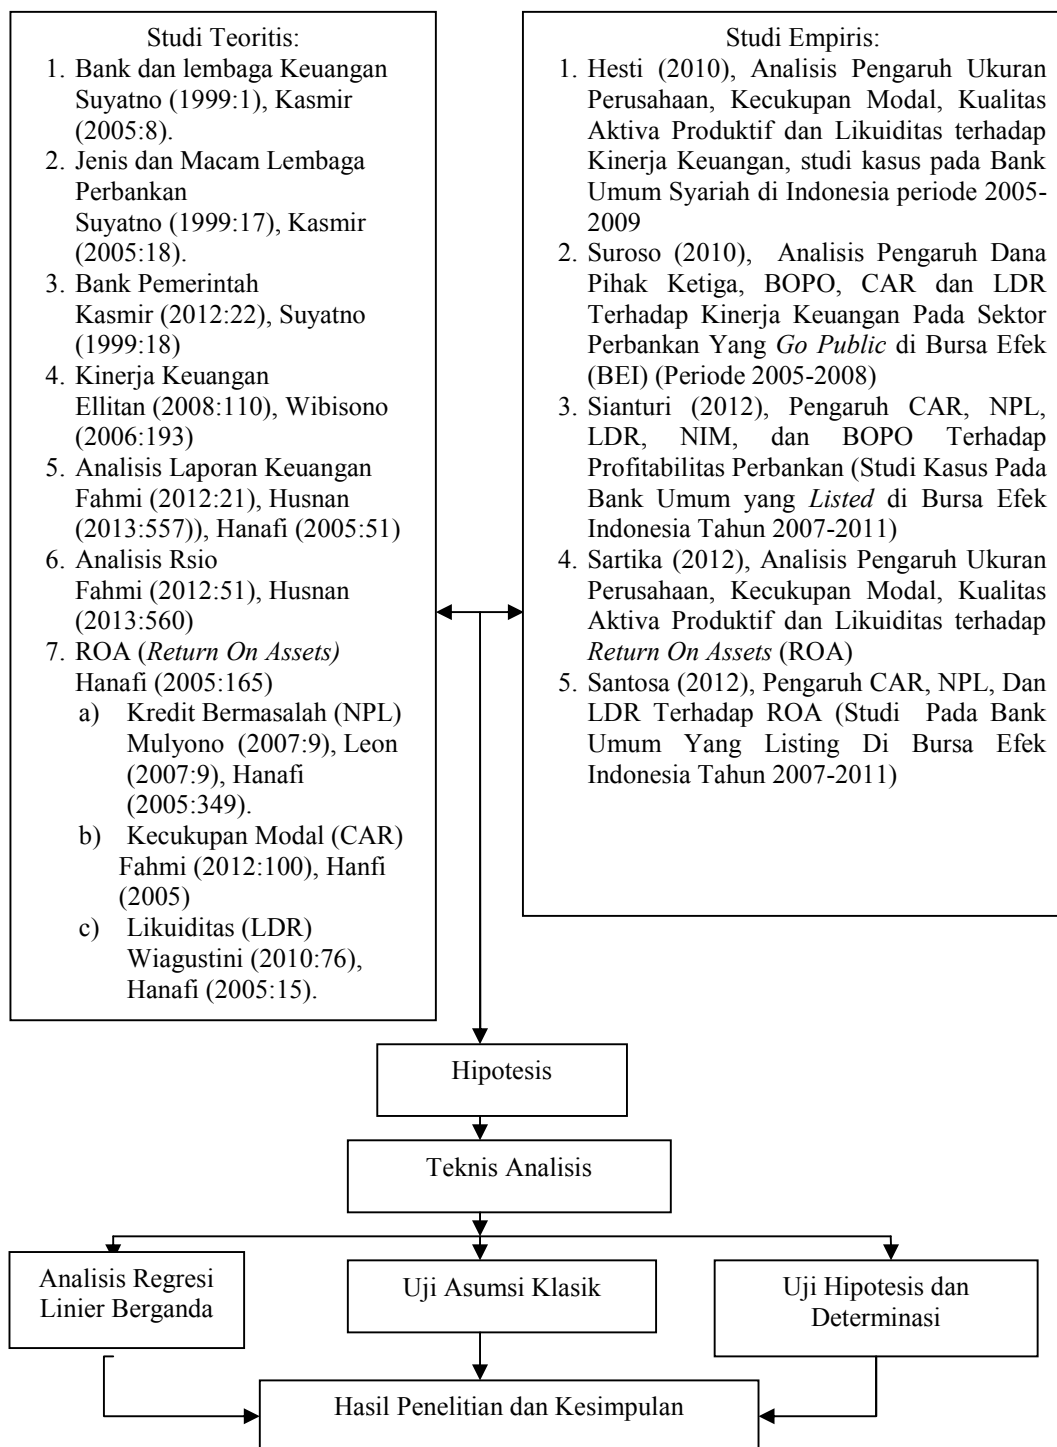 Studi Teoritis:
1. Bank dan lembaga Keuangan
Suyatno (1999:1), Kasmir
(2005:8).
2. Jenis dan Macam Lembaga
Perbankan
Suyatno (1999:17), Kasmir
(2005:18).
3. Bank Pemerintah
Kasmir (2012:22), Suyatno
(1999:18)
4. Kinerja Keuangan
Ellitan (2008:110), Wibisono
(2006:193)
5. Analisis Laporan Keuangan
Fahmi (2012:21), Husnan
(2013:557)), Hanafi (2005:51)
6. Analisis Rsio
Fahmi (2012:51), Husnan
(2013:560)
7. ROA (Return On Assets)
Hanafi (2005:165)
a) Kredit Bermasalah (NPL)
Mulyono (2007:9), Leon
(2007:9), Hanafi
(2005:349).
b) Kecukupan Modal (CAR)
Fahmi (2012:100), Hanfi
(2005)
c) Likuiditas (LDR)
Wiagustini (2010:76),
Hanafi (2005:15).
Studi Empiris:
1. Hesti (2010), Analisis Pengaruh Ukuran
Perusahaan, Kecukupan Modal, Kualitas
Aktiva Produktif dan Likuiditas terhadap
Kinerja Keuangan, studi kasus pada Bank
Umum Syariah di Indonesia periode 2005-
2009
2. Suroso (2010), Analisis Pengaruh Dana
Pihak Ketiga, BOPO, CAR dan LDR
Terhadap Kinerja Keuangan Pada Sektor
Perbankan Yang Go Public di Bursa Efek
(BEI) (Periode 2005-2008)
3. Sianturi (2012), Pengaruh CAR, NPL,
LDR, NIM, dan BOPO Terhadap
Profitabilitas Perbankan (Studi Kasus Pada
Bank Umum yang Listed di Bursa Efek
Indonesia Tahun 2007-2011)
4. Sartika (2012), Analisis Pengaruh Ukuran
Perusahaan, Kecukupan Modal, Kualitas
Aktiva Produktif dan Likuiditas terhadap
Return On Assets (ROA)
5. Santosa (2012), Pengaruh CAR, NPL, Dan
LDR Terhadap ROA (Studi Pada Bank
Umum Yang Listing Di Bursa Efek
Indonesia Tahun 2007-2011)
Hipotesis
Teknis Analisis
Analisis Regresi
Linier Berganda
Uji Asumsi Klasik
Uji Hipotesis dan
Determinasi
Hasil Penelitian dan Kesimpulan